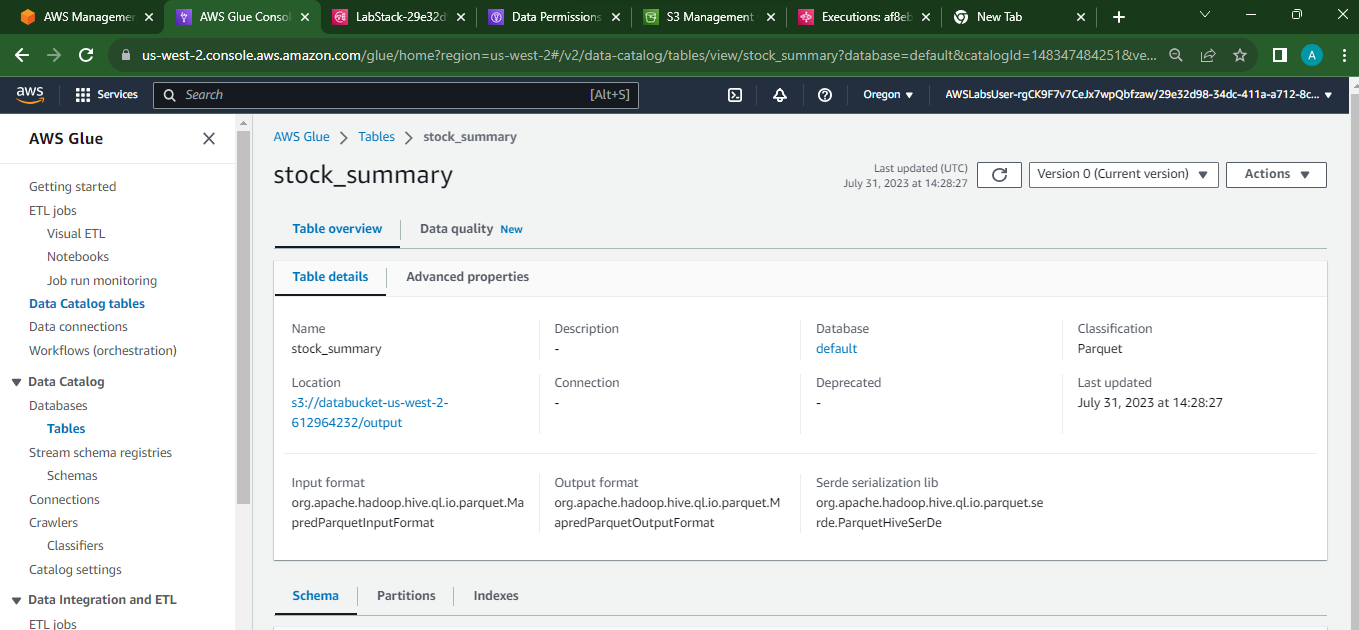 AWS Managemen
AWS Glue Consol
LabStack-29e32d
Data Permissions
S3 Management
Executions: af8eb
New Tab
us-west-2.console.aws.amazon.com/glue/home?region=us-west-2#/v2/data-catalog/tables/view/stock_summary?database=default&catalogId=148347484251&ve...
A
aws
Services
Search
[Alt+S]
Oregon
AWSLabsUser-rgCK9F7v7CeJx7wpQbfzaw/29e32d98-34dc-411a-a712-8c...
AWS Glue
Getting started
ETL jobs
Visual ETL
Notebooks
Job run monitoring
Data Catalog tables
Data connections
Workflows (orchestration)
Data Catalog
Databases
Tables
Stream schema registries
Schemas
Connections
Crawlers
Classifiers
Catalog settings
Data Integration and ETL
ETL jobs
AWS Glue
Tables
stock_summary
stock_summary
Last updated (UTC)
July 31, 2023 at 14:28:27
Version 0 (Current version)
Actions
Table overview
Data quality New
Table details
Advanced properties
Name
stock_summary
Description
-
Database
default
Classification
Parquet
Location
s3://databucket-us-west-2-
612964232/output
Connection
-
Deprecated
-
Last updated
July 31, 2023 at 14:28:27
Input format
org.apache.hadoop.hive.ql.io.parquet.Ma
predParquetInputFormat
Output format
org.apache.hadoop.hive.ql.io.parquet.M
apredParquetOutputFormat
Serde serialization lib
org.apache.hadoop.hive.ql.io.parquet.se
rde.ParquetHiveSerDe
Schema
Partitions
Indexes